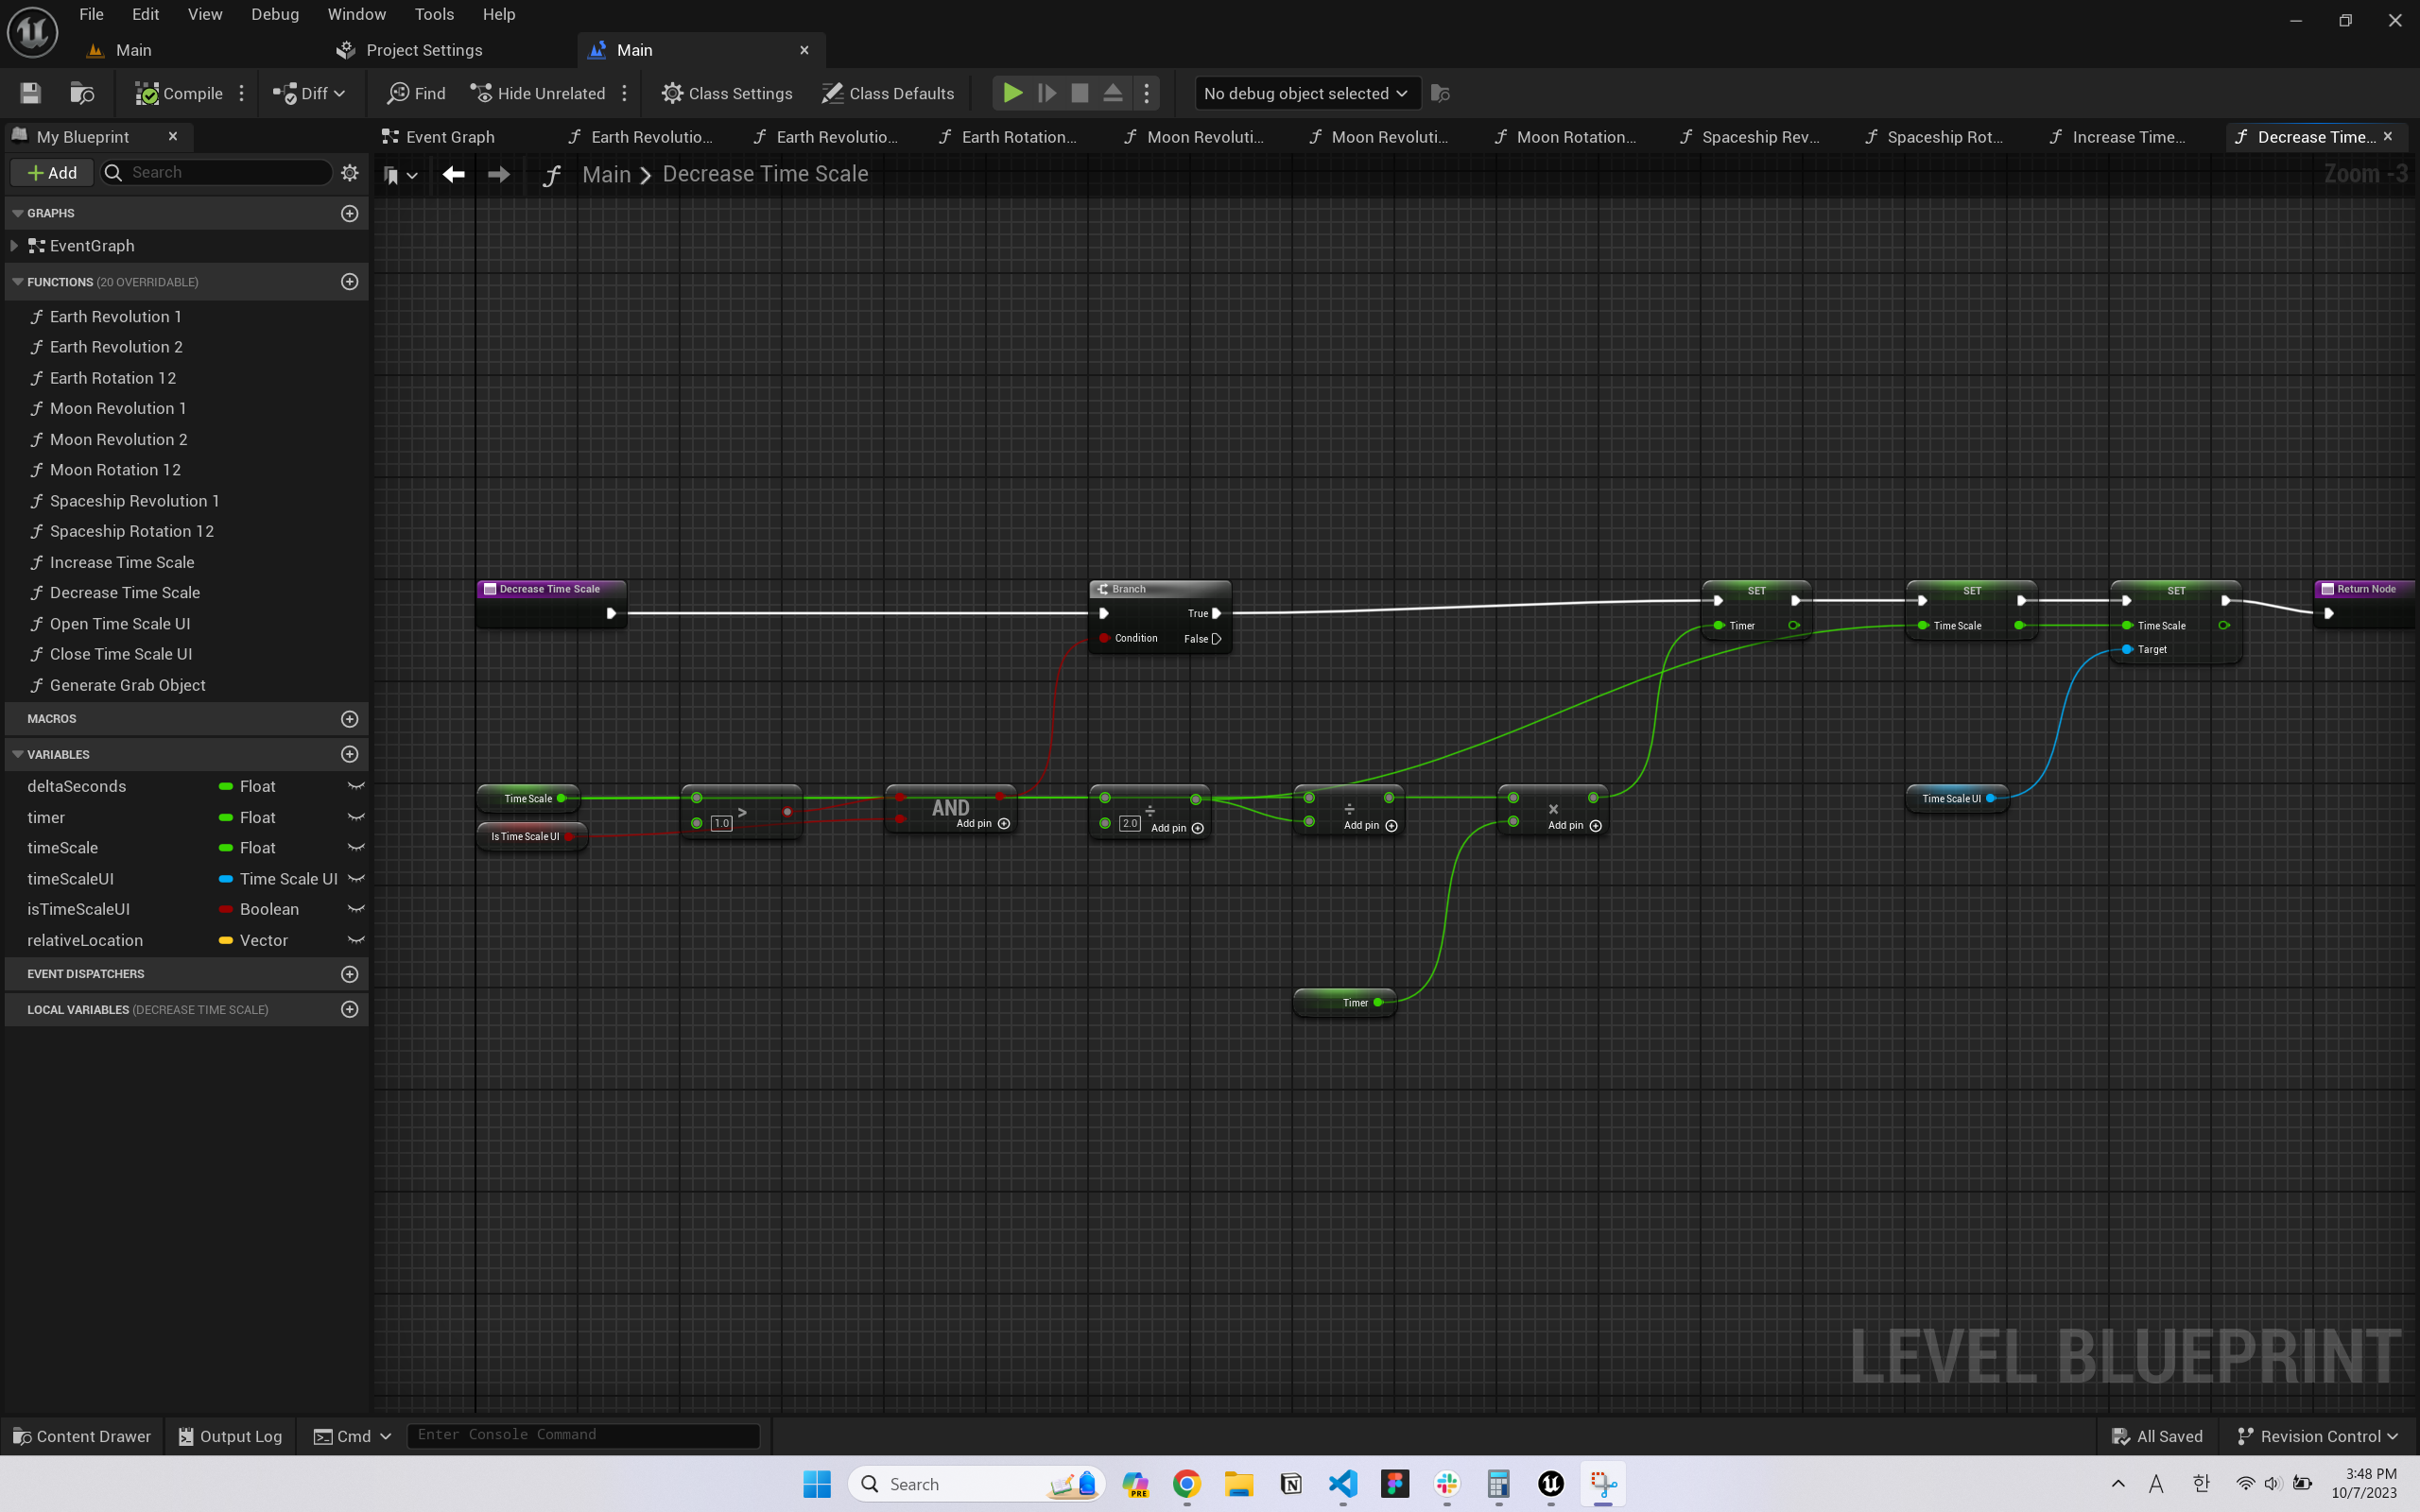 File Edit View Debug Window Tools Help
Main Project Settings Main
Compile Diff Find Hide Unrelated Class Settings Class Defaults No debug object selected
My Blueprint Event Graph Earth Revolutio... Earth Revolutio... Earth Rotation... Moon Revoluti... Moon Revoluti... Moon Rotation... Spaceship Rev... Spaceship Rot... Increase Time... Decrease Time...
Add Search Main > Decrease Time Scale Zoom -3
GRAPHS
EventGraph
FUNCTIONS (20 OVERRIDABLE)
Earth Revolution 1
Earth Revolution 2
Earth Rotation 12
Moon Revolution 1
Moon Revolution 2
Moon Rotation 12
Spaceship Revolution 1
Spaceship Rotation 12
Increase Time Scale
Decrease Time Scale
Open Time Scale UI
Close Time Scale UI
Generate Grab Object
MACROS
VARIABLES
deltaSeconds Float
timer Float
timeScale Float
timeScaleUI Time Scale UI
isTimeScaleUI Boolean
relativeLocation Vector
EVENT DISPATCHERS
LOCAL VARIABLES (DECREASE TIME SCALE)
Decrease Time Scale Branch SET SET SET Return Node
True
Condition False
Timer Time Scale Time Scale
Target
Time Scale Time Scale UI
Is Time Scale UI
1.0 >
AND Add pin
÷ 2.0 Add pin
÷ Add pin
× Add pin
Timer
LEVEL BLUEPRINT
Content Drawer Output Log Cmd Enter Console Command All Saved Revision Control
Search PRE A 한 3:48 PM
10/7/2023